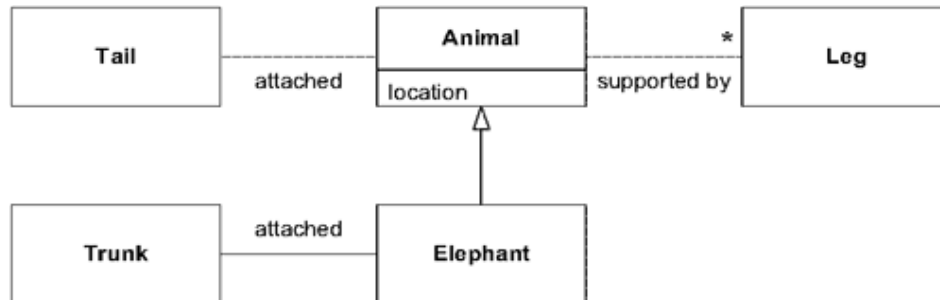 Tail
attached
Animal
location
*
supported by
Leg
Trunk
attached
Elephant